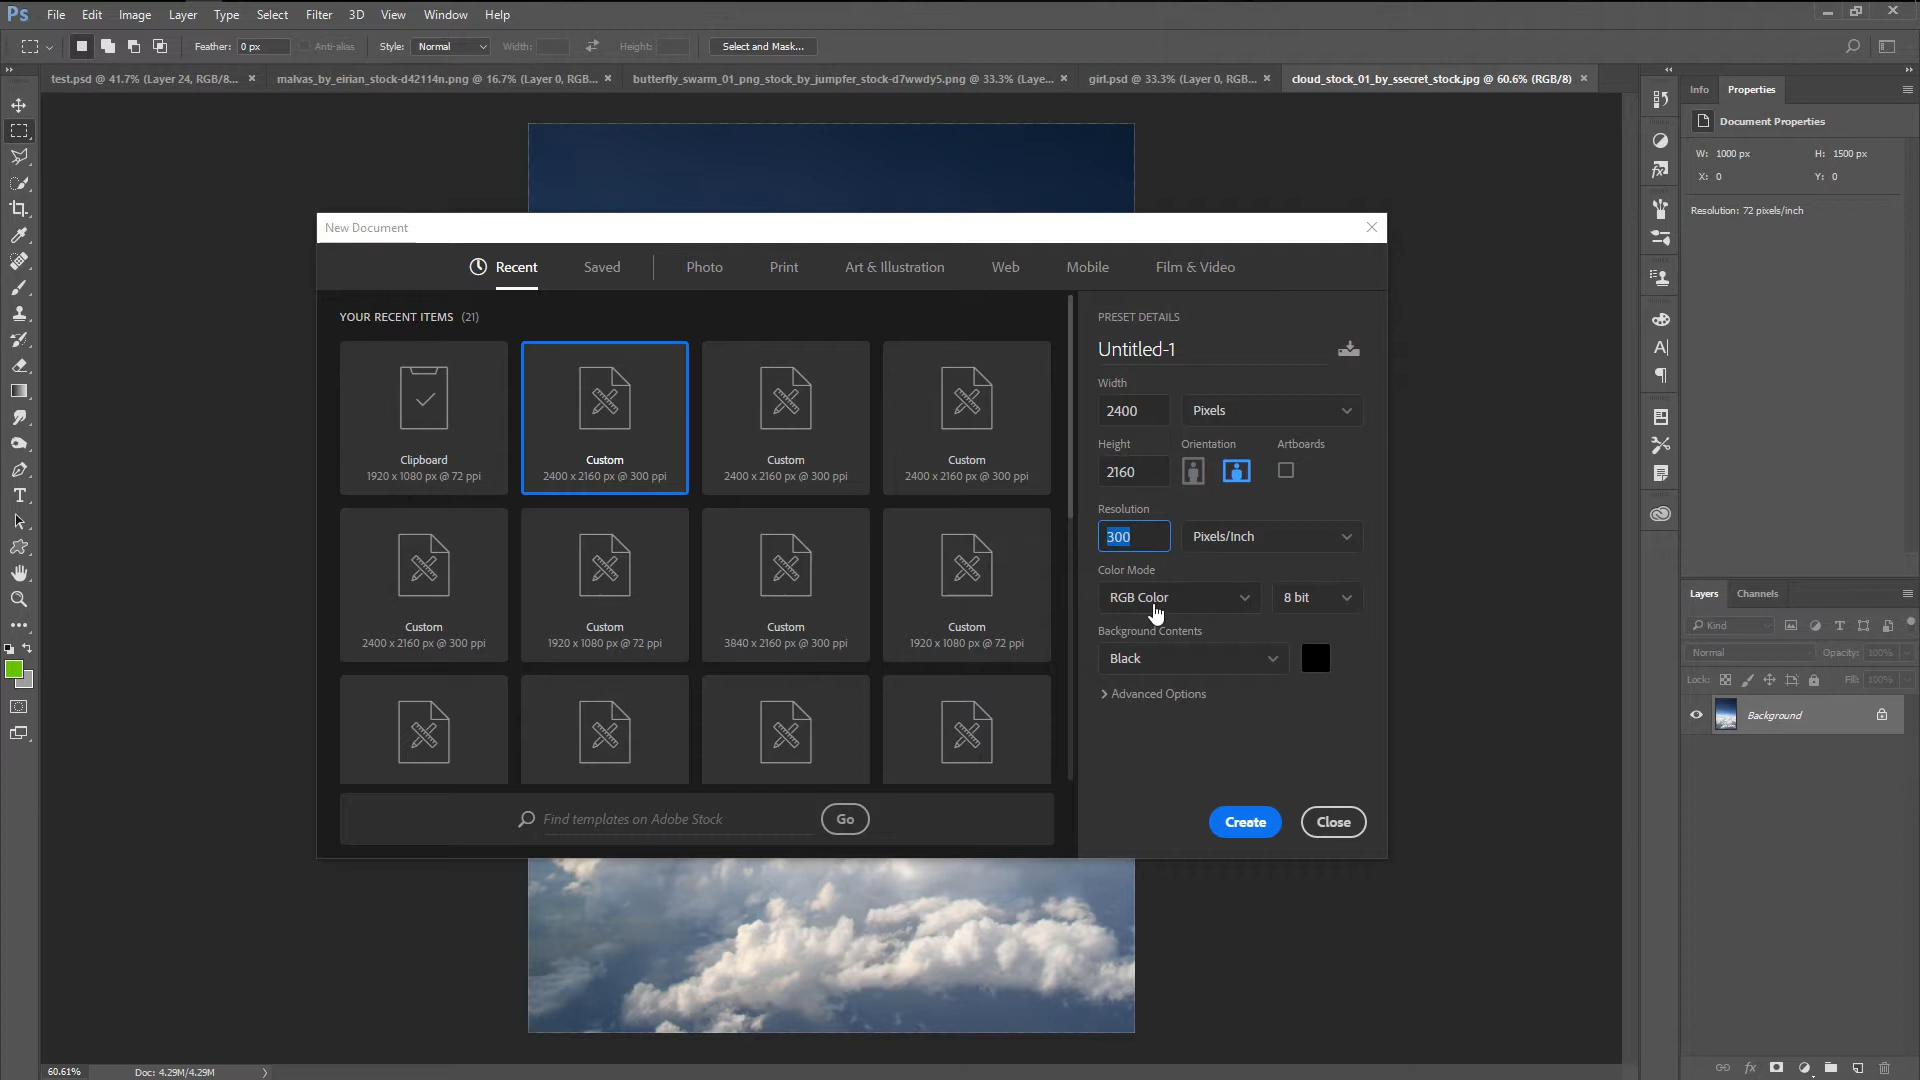 Ps File Edit Image Layer Type Select Filter 3D View Window Help
Feather: 0 px Anti-alias Style: Normal Width: Height: Select and Mask...
test.psd @ 41.7% (Layer 24, RGB/8... × malvas_by_eirian_stock-d42114n.png @ 16.7% (Layer 0, RGB... × butterfly_swarm_01_png_stock_by_jumpfer_stock-d7wwdy5.png @ 33.3% (Laye... × girl.psd @ 33.3% (Layer 0, RGB... × cloud_stock_01_by_ssecret_stock.jpg @ 60.6% (RGB/8) ×
Info Properties
Document Properties
W: 1000 px H: 1500 px
X: 0 Y: 0
Resolution: 72 pixels/inch
New Document
Recent Saved Photo Print Art & Illustration Web Mobile Film & Video
YOUR RECENT ITEMS (21)
Clipboard
1920 x 1080 px @ 72 ppi
Custom
2400 x 2160 px @ 300 ppi
Custom
2400 x 2160 px @ 300 ppi
Custom
2400 x 2160 px @ 300 ppi
Custom
2400 x 2160 px @ 300 ppi
Custom
1920 x 1080 px @ 72 ppi
Custom
3840 x 2160 px @ 300 ppi
Custom
1920 x 1080 px @ 72 ppi
Find templates on Adobe Stock Go
PRESET DETAILS
Untitled-1
Width
2400 Pixels
Height Orientation Artboards
2160
Resolution
300 Pixels/Inch
Color Mode
RGB Color 8 bit
Background Contents
Black
Advanced Options
Create Close
Layers Channels
Kind
Normal Opacity: 100%
Lock: Fill: 100%
Background
60.61% Doc: 4.29M/4.29M